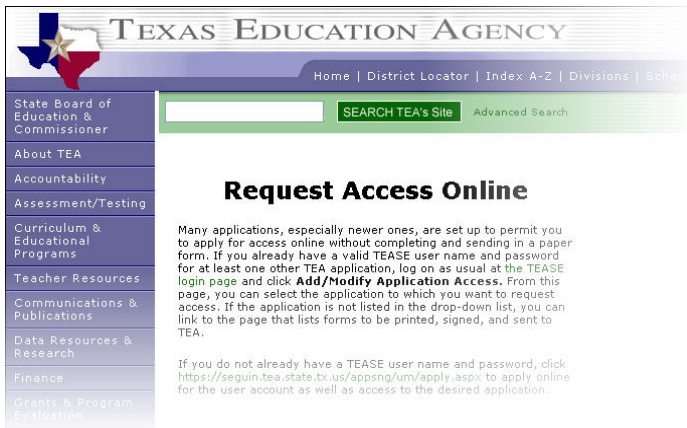 TEXAS EDUCATION AGENCY
Home | District Locator | Index A-Z | Divisions |
State Board of
Education &
Commissioner
About TEA
Accountability
Assessment/Testing
Curriculum &
Educational
Programs
Teacher Resources
Communications &
Publications
Data Resources &
Research
Finance
Grants & Program
Evaluation
SEARCH TEA's Site Advanced Search
Request Access Online
Many applications, especially newer ones, are set up to permit you
to apply for access online without completing and sending in a paper
form. If you already have a valid TEASE user name and password
for at least one other TEA application, log on as usual at the TEASE
login page and click Add/Modify Application Access. From this
page, you can select the application to which you want to request
access. If the application is not listed in the drop-down list, you can
link to the page that lists forms to be printed, signed, and sent to
TEA.
If you do not already have a TEASE user name and password, click
https://seguin.tea.state.tx.us/appsng/um/apply.aspx to apply online
for the user account as well as access to the desired application.